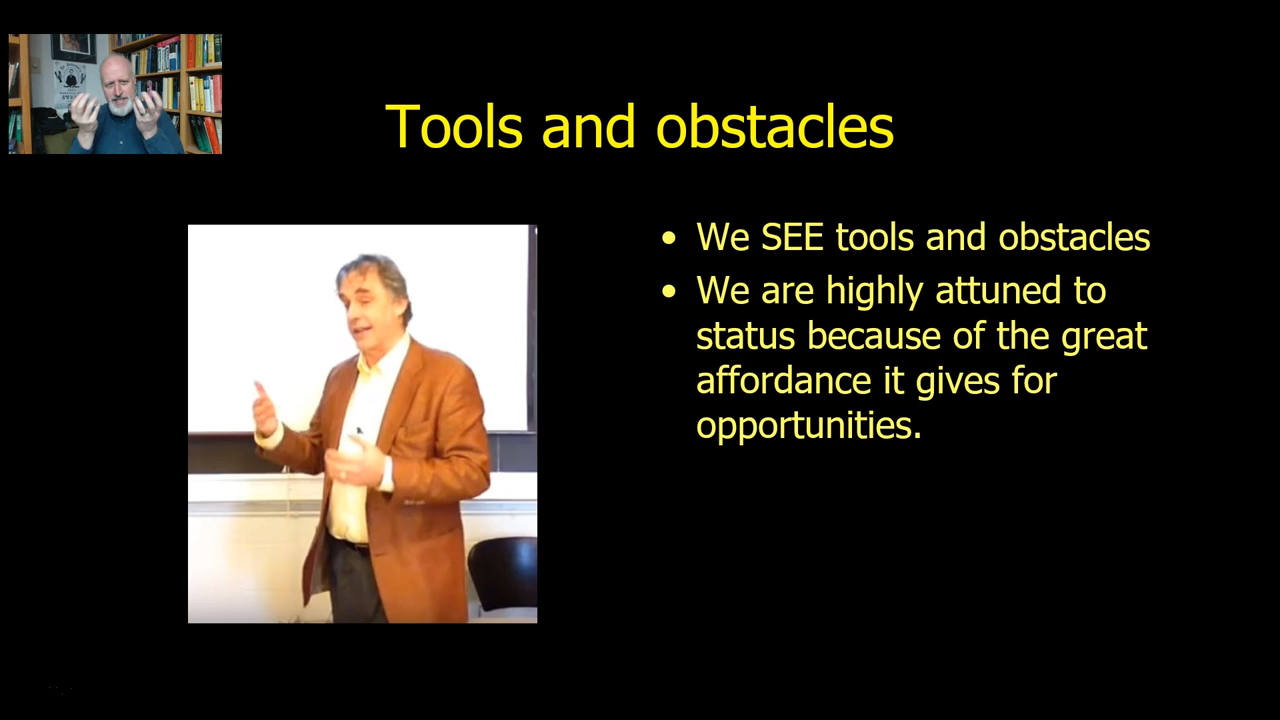 Tools and obstacles
• We SEE tools and obstacles
• We are highly attuned to
status because of the great
affordance it gives for
opportunities.